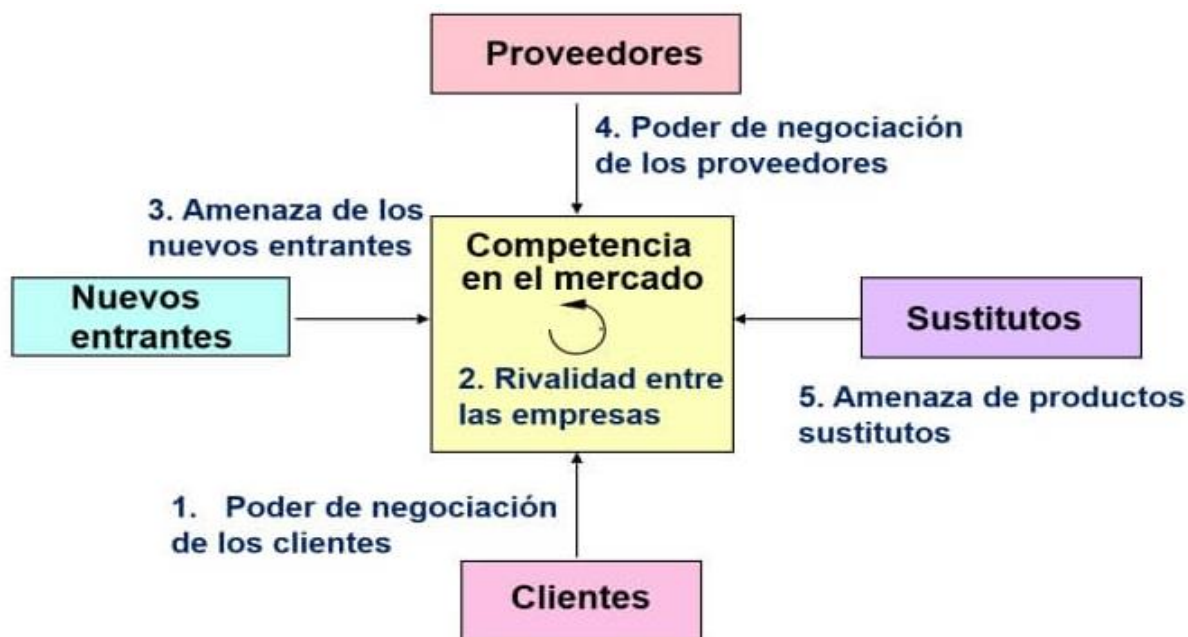 Proveedores
4. Poder de negociación
de los proveedores
3. Amenaza de los
nuevos entrantes
Competencia
en el mercado
Nuevos
entrantes
Sustitutos
2. Rivalidad entre
las empresas
5. Amenaza de productos
sustitutos
1. Poder de negociación
de los clientes
Clientes